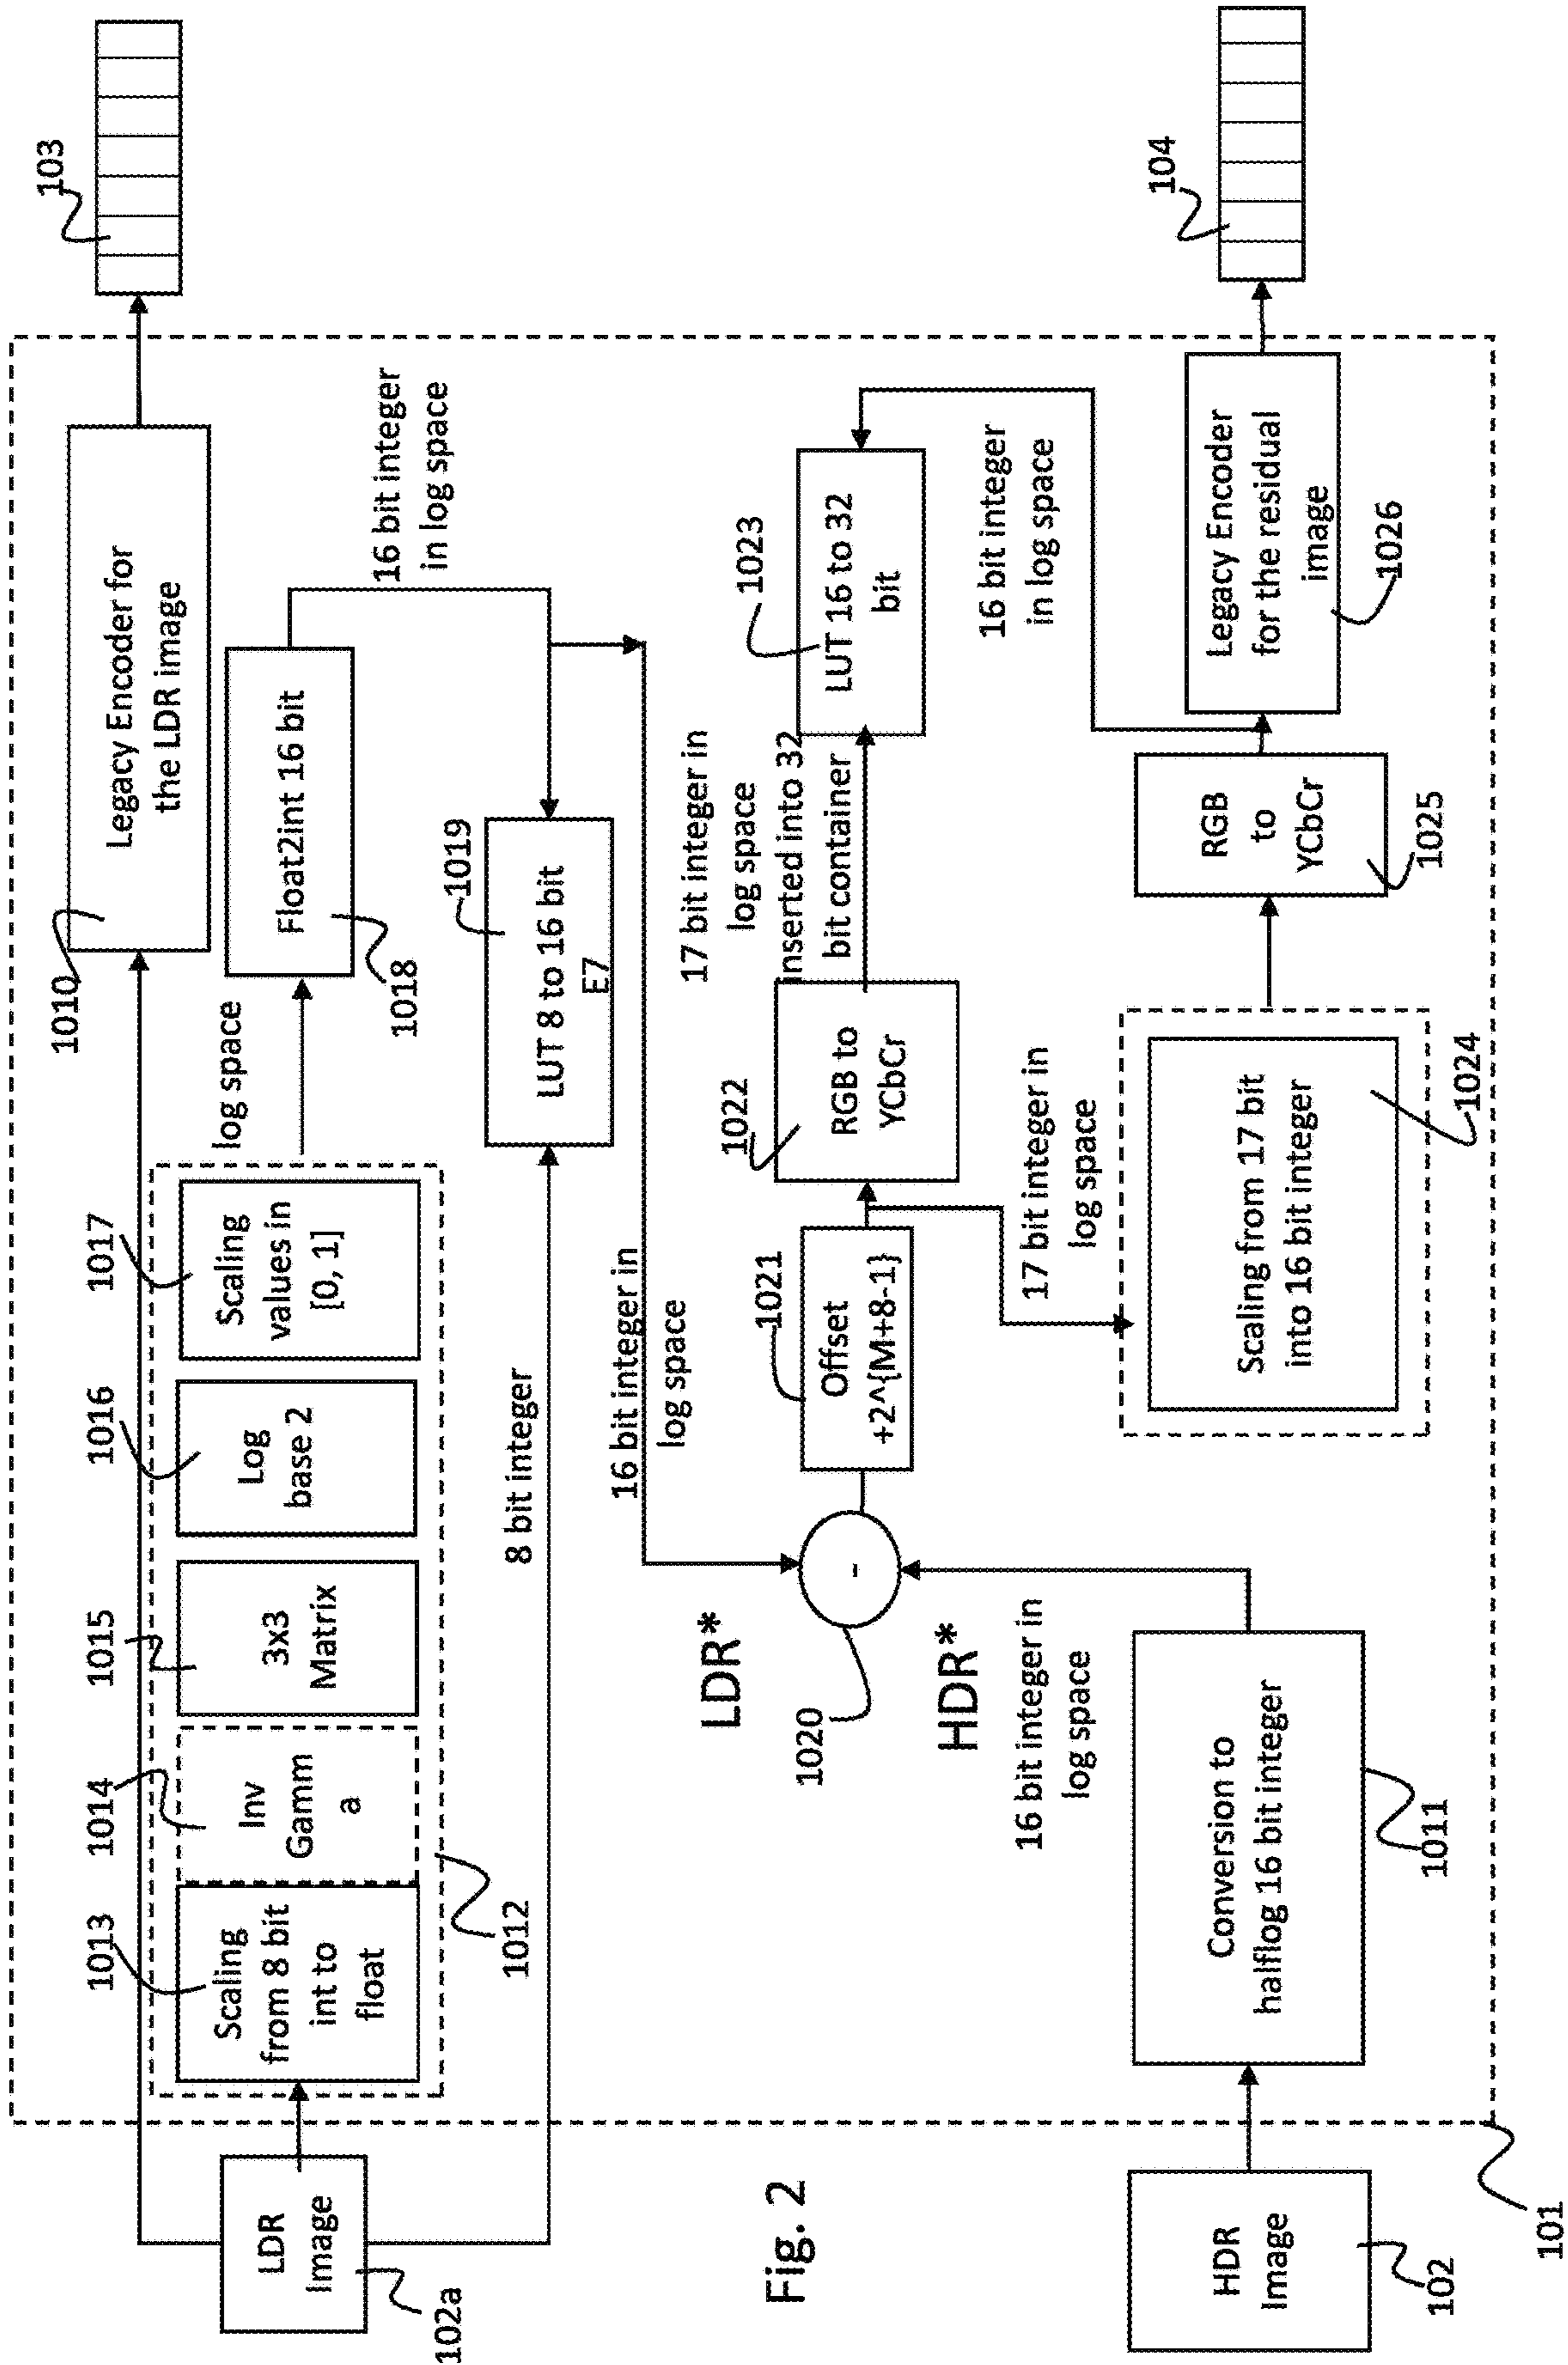 103
104
Legacy Encoder for
the LDR image
1010
Float2int 16 bit
1018
16 bit integer
in log space
log space
LUT 8 to 16 bit
E7
1019
1017
Scaling
values in
[0, 1]
1016
Log
base 2
1015
3x3
Matrix
1014
Inv
Gamm
a
1013
Scaling
from 8 bit
int to
float
1012
8 bit integer
LDR
Image
102a
16 bit integer in
log space
LDR*
HDR*
-
1020
1021
Offset
+2^{M+8-1}
1022
RGB to
YCbCr
17 bit integer in
log space
inserted into 32
bit container
1023
LUT 16 to 32
bit
16 bit integer
in log space
17 bit integer in
log space
Scaling from 17 bit
into 16 bit integer
1024
RGB
to
YCbCr
1025
Legacy Encoder
for the residual
image
1026
16 bit integer in
log space
Conversion to
halflog 16 bit integer
1011
HDR
Image
102
101
Fig. 2